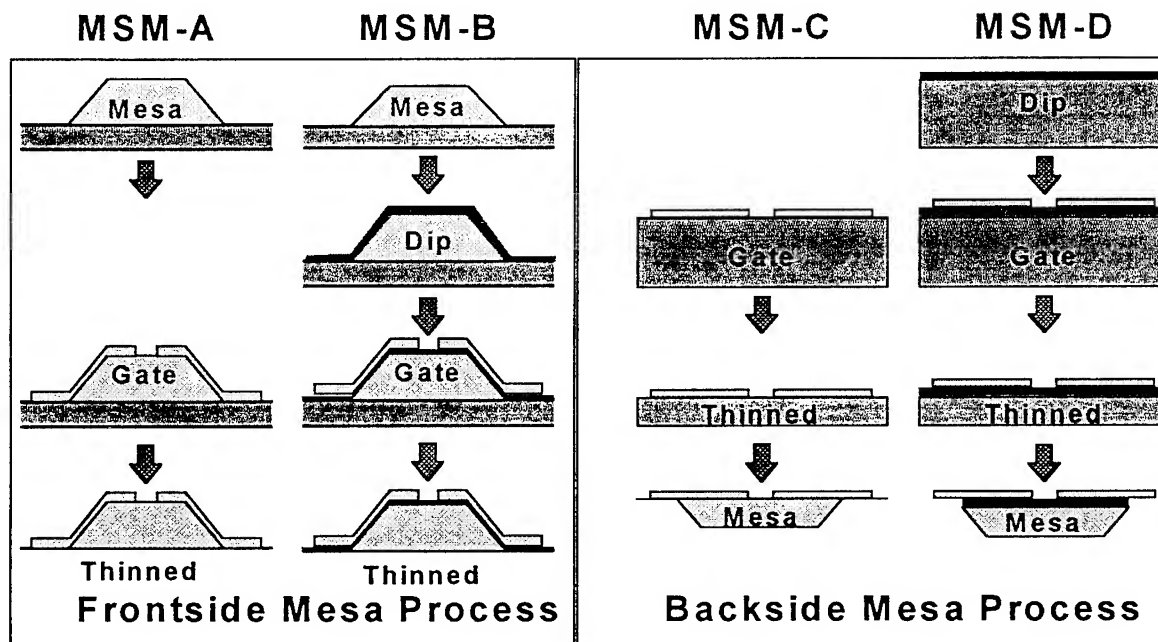 MSM-A
MSM-B
MSM-C
MSM-D
Mesa
Mesa
Dip
Dip
Gate
Gate
Gate
Gate
Thinned
Thinned
Mesa
Mesa
Thinned
Thinned
Frontside Mesa Process
Backside Mesa Process